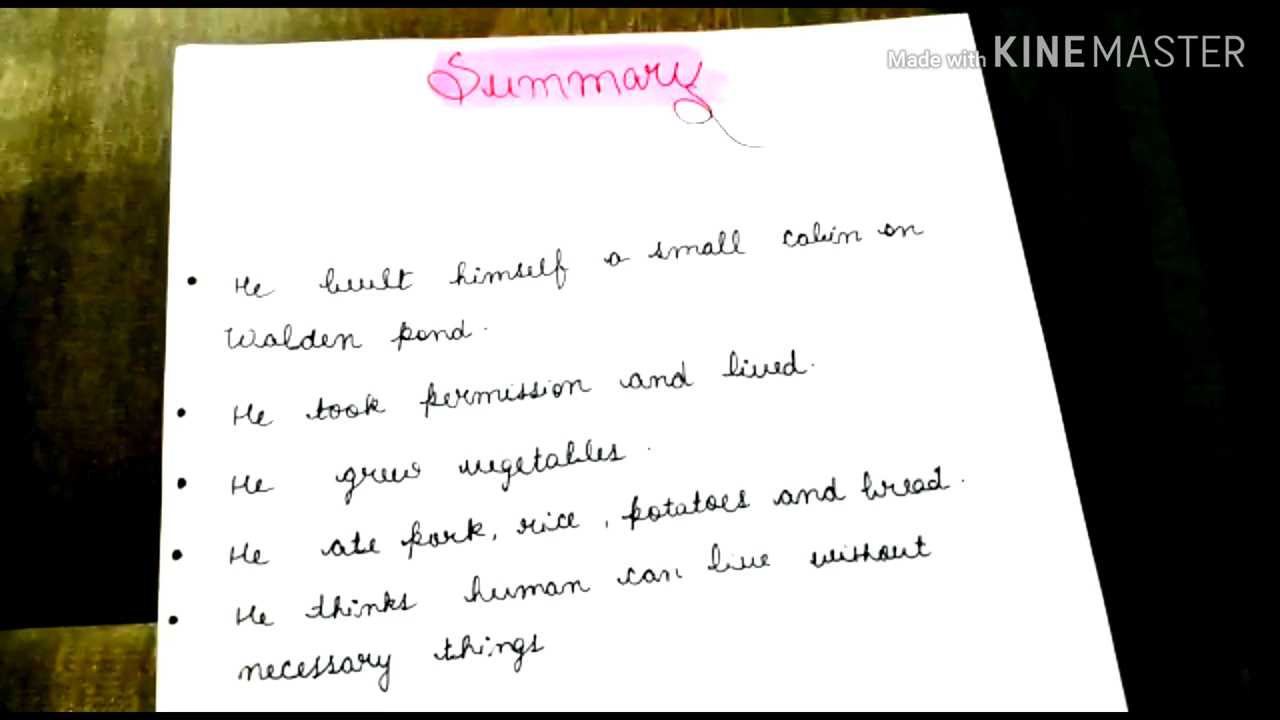 Made with KINEMASTER
Summary
• He built himself a small cabin on
Walden pond.
• He took permission and lived.
• He grew vegetables.
• He ate pork, rice, potatoes and bread.
• He thinks human can live without
necessary things